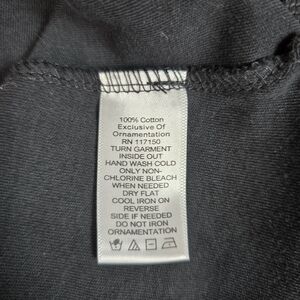 100% Cotton
Exclusive Of
Ornamentation
RN 117150
TURN GARMENT
INSIDE OUT
HAND WASH COLD
ONLY NON-
CHLORINE BLEACH
WHEN NEEDED
DRY FLAT
COOL IRON ON
REVERSE
SIDE IF NEEDED
DO NOT IRON
ORNAMENTATION